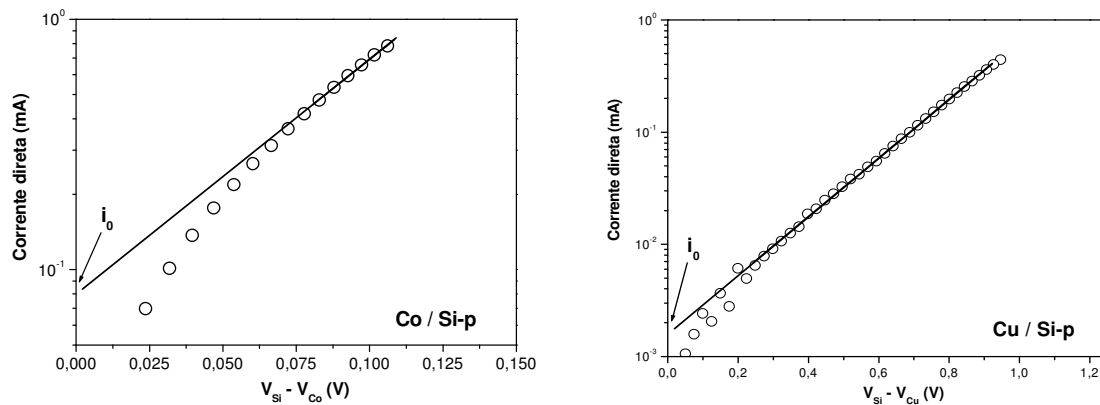 10⁰
10⁻¹
Corrente direta (mA)
i₀
Co / Si-p
0,000 0,025 0,050 0,075 0,100 0,125 0,150
V_Si - V_Co (V)
10⁰
10⁻¹
10⁻²
10⁻³
Corrente direta (mA)
i₀
Cu / Si-p
0,0 0,2 0,4 0,6 0,8 1,0 1,2
V_Si - V_Cu (V)